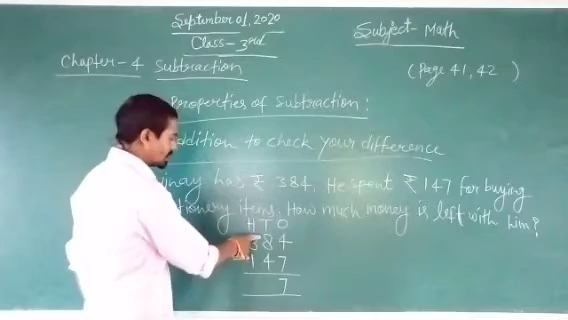 September 01, 2020
Subject - Math
Class - 3rd
Chapter - 4 Subtraction
(Page 41, 42)
Properties of Subtraction:
addition to check your difference
has ₹ 384. He spent ₹ 147 for buying
items. How much money is left with him?
H T O
3 8 4
1 4 7
7